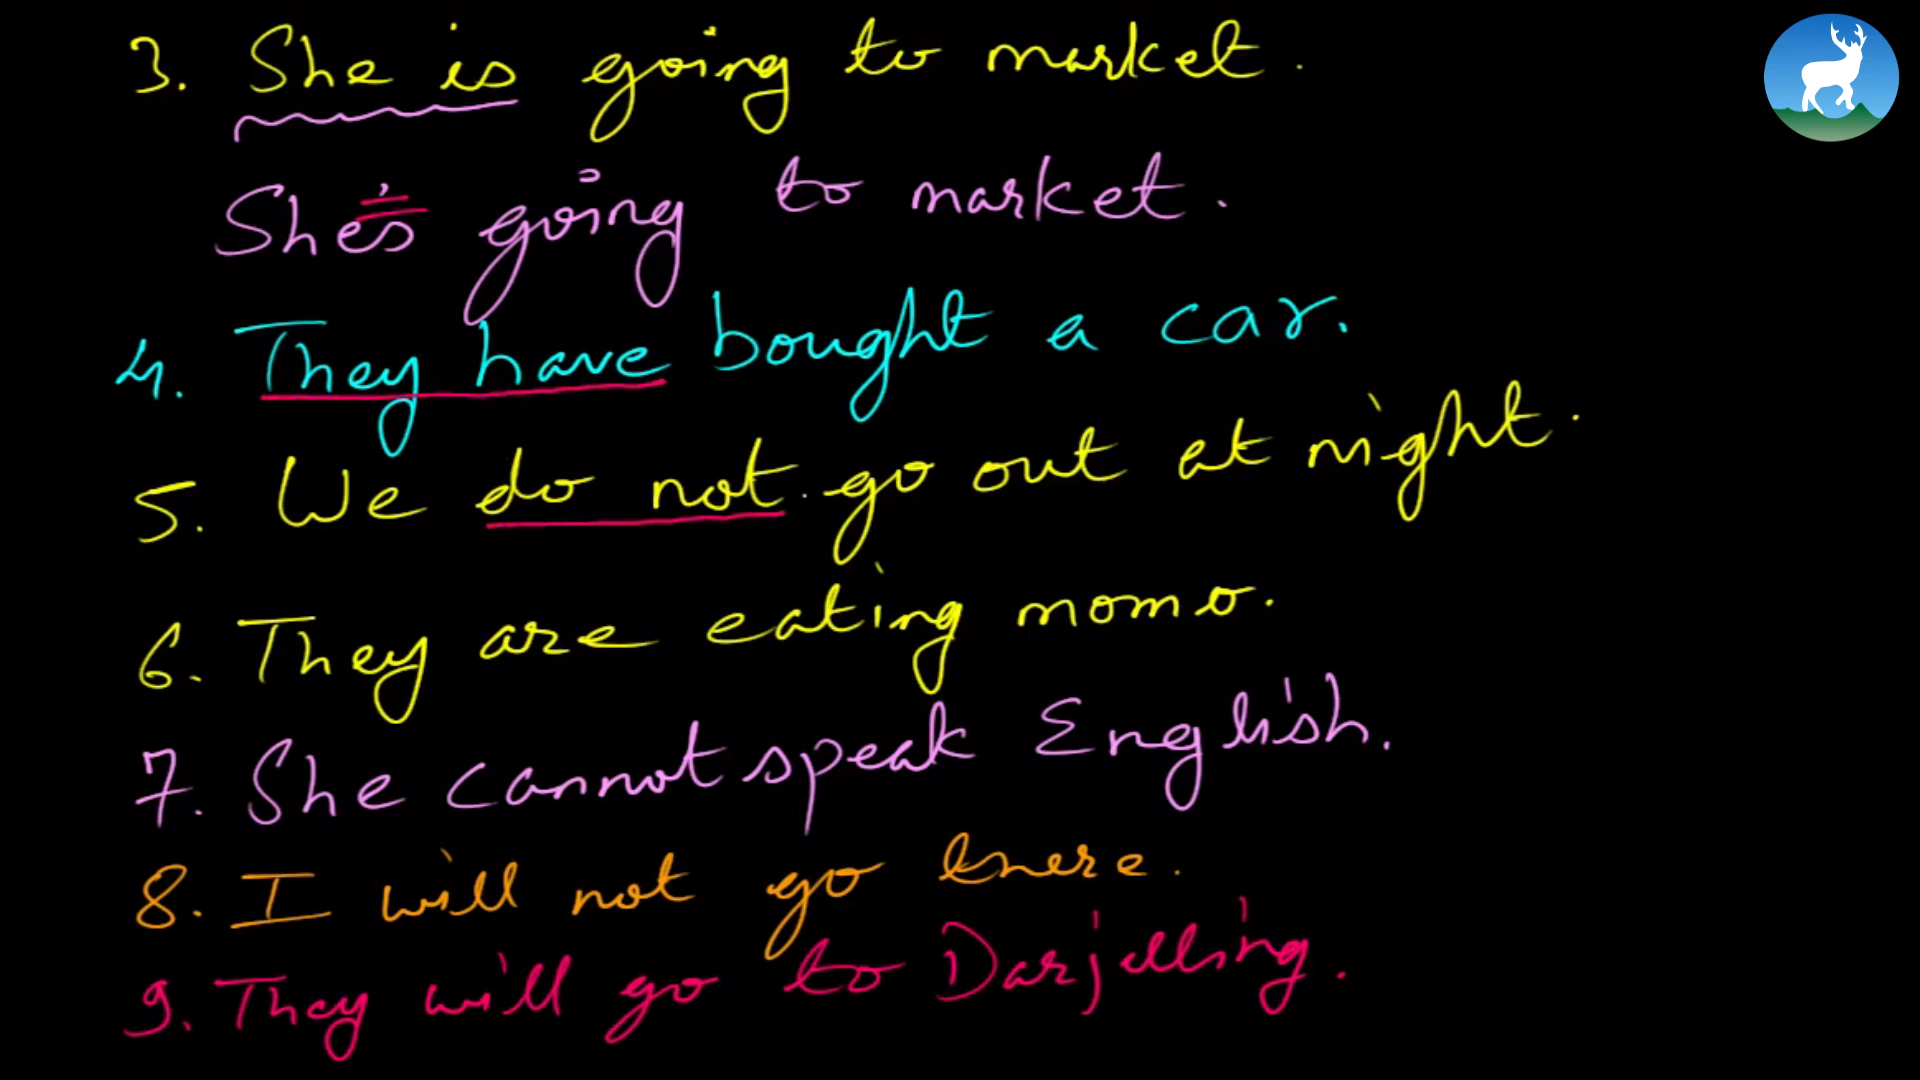 3. She is going to market.
She's going to market.
4. They have bought a car.
5. We do not go out at night.
6. They are eating momo.
7. She cannot speak English.
8. I will not go there.
9. They will go to Darjelling.